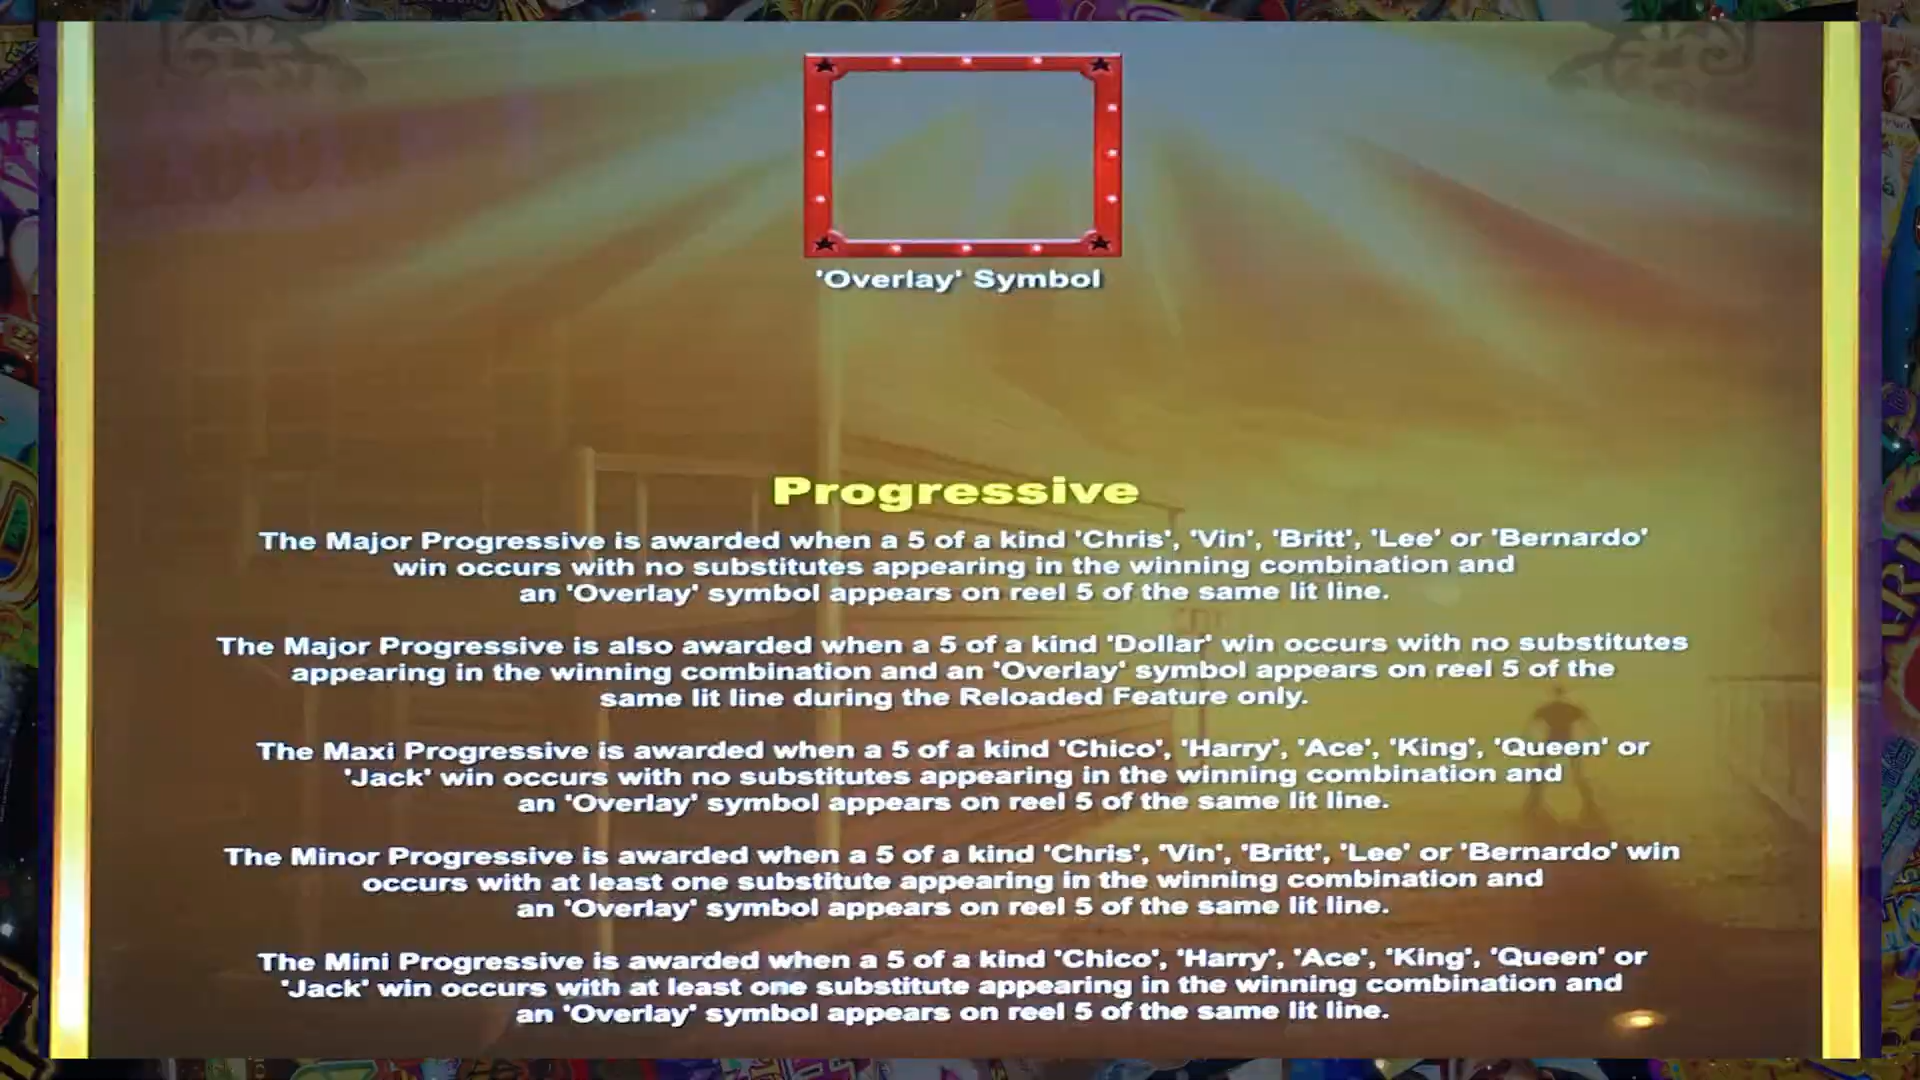 'Overlay' Symbol
Progressive
The Major Progressive is awarded when a 5 of a kind 'Chris', 'Vin', 'Britt', 'Lee' or 'Bernardo'
win occurs with no substitutes appearing in the winning combination and
an 'Overlay' symbol appears on reel 5 of the same lit line.
The Major Progressive is also awarded when a 5 of a kind 'Dollar' win occurs with no substitutes
appearing in the winning combination and an 'Overlay' symbol appears on reel 5 of the
same lit line during the Reloaded Feature only.
The Maxi Progressive is awarded when a 5 of a kind 'Chico', 'Harry', 'Ace', 'King', 'Queen' or
'Jack' win occurs with no substitutes appearing in the winning combination and
an 'Overlay' symbol appears on reel 5 of the same lit line.
The Minor Progressive is awarded when a 5 of a kind 'Chris', 'Vin', 'Britt', 'Lee' or 'Bernardo' win
occurs with at least one substitute appearing in the winning combination and
an 'Overlay' symbol appears on reel 5 of the same lit line.
The Mini Progressive is awarded when a 5 of a kind 'Chico', 'Harry', 'Ace', 'King', 'Queen' or
'Jack' win occurs with at least one substitute appearing in the winning combination and
an 'Overlay' symbol appears on reel 5 of the same lit line.